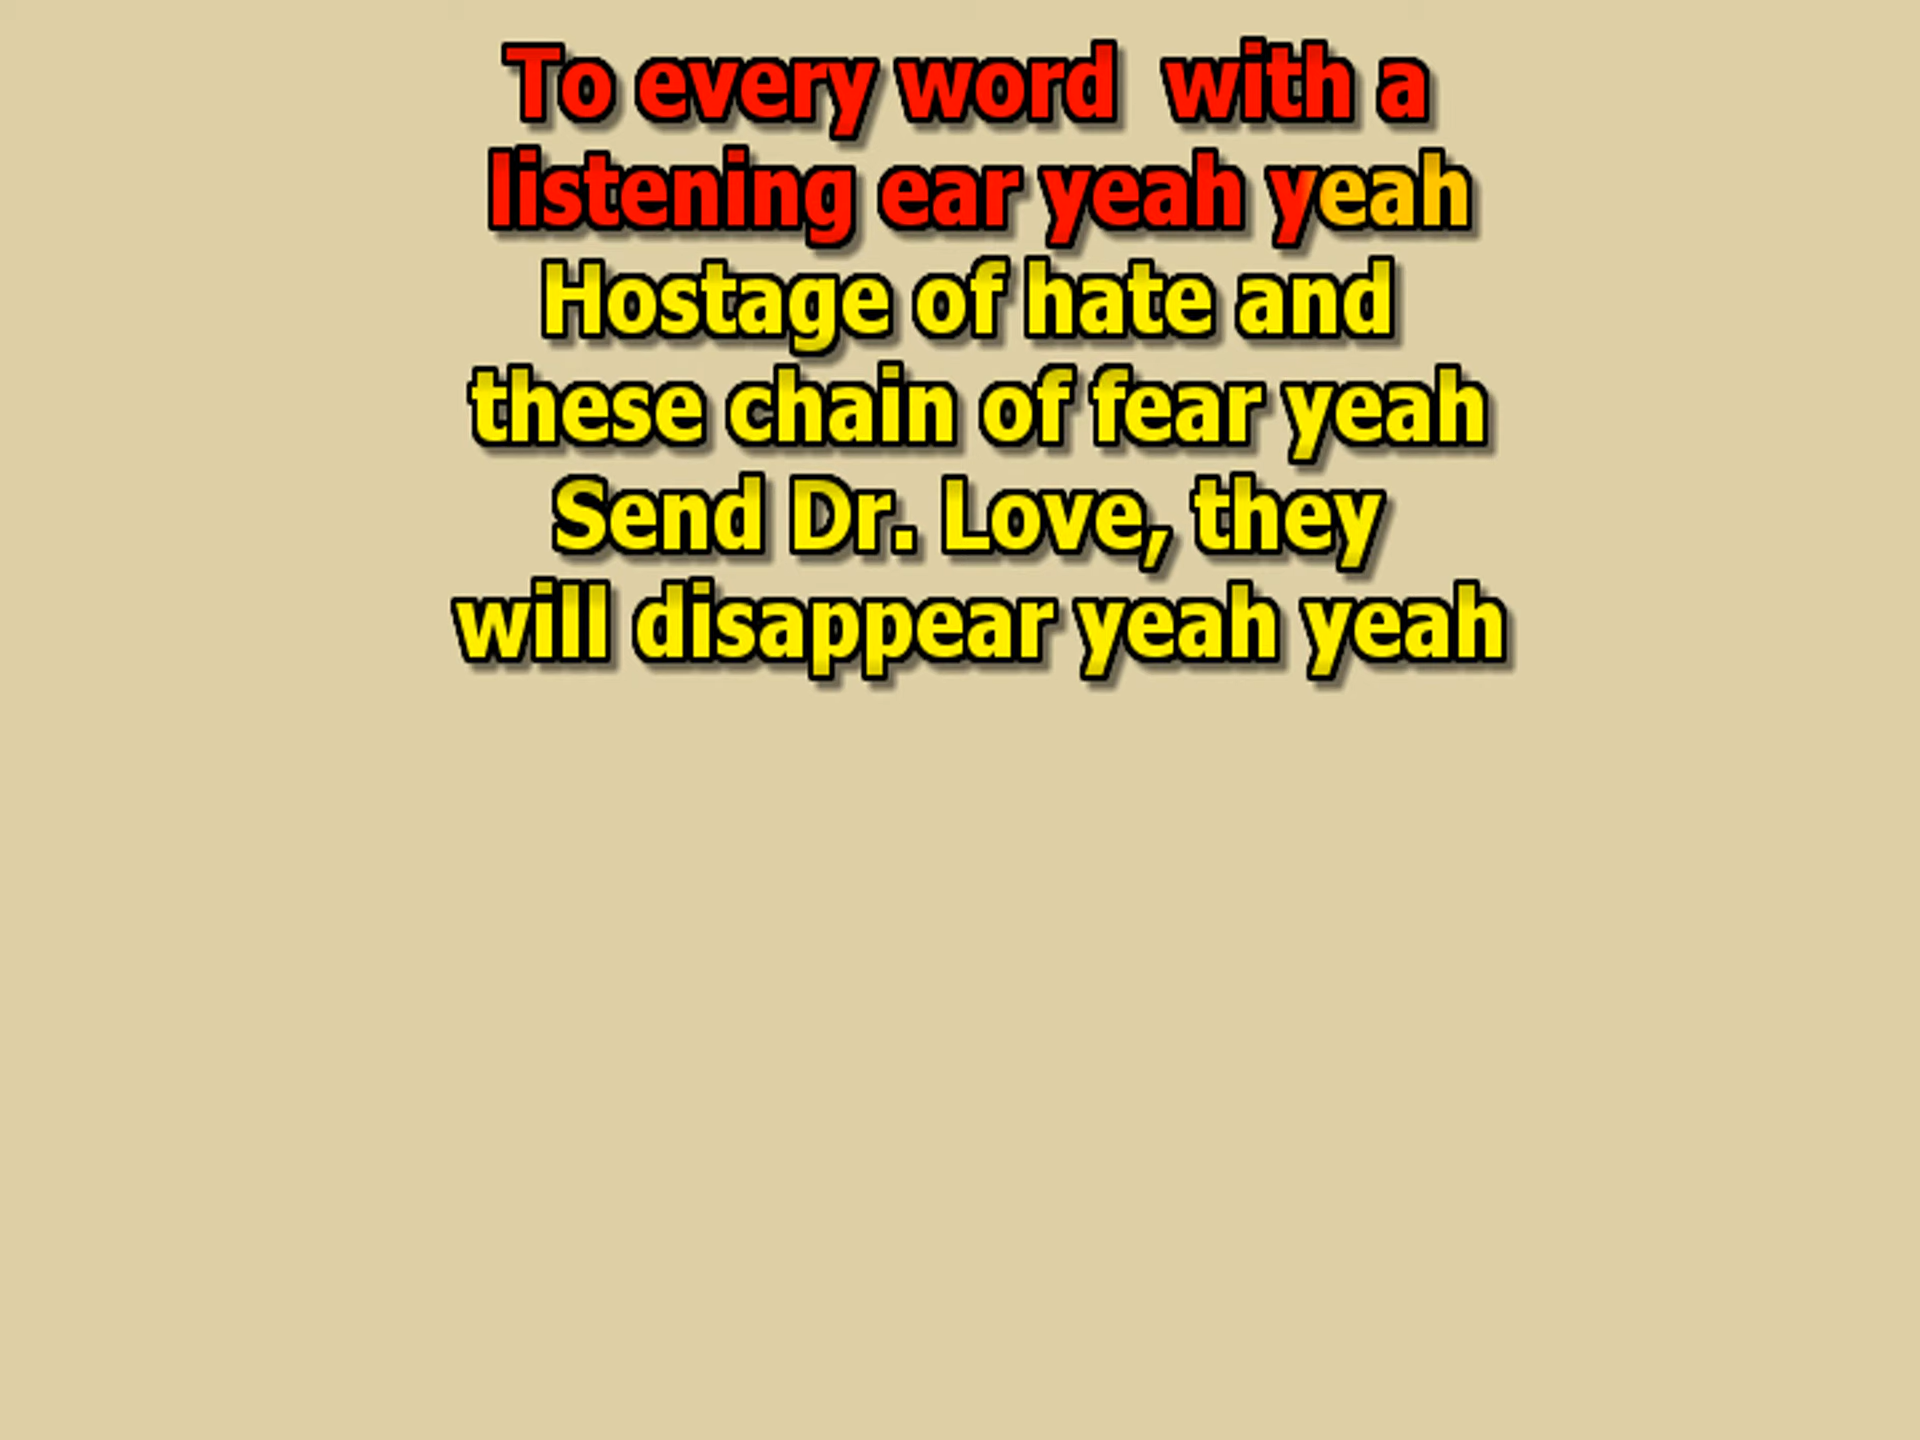 To every word  with a
listening ear yeah yeah
Hostage of hate and
these chain of fear yeah
Send Dr. Love, they
will disappear yeah yeah